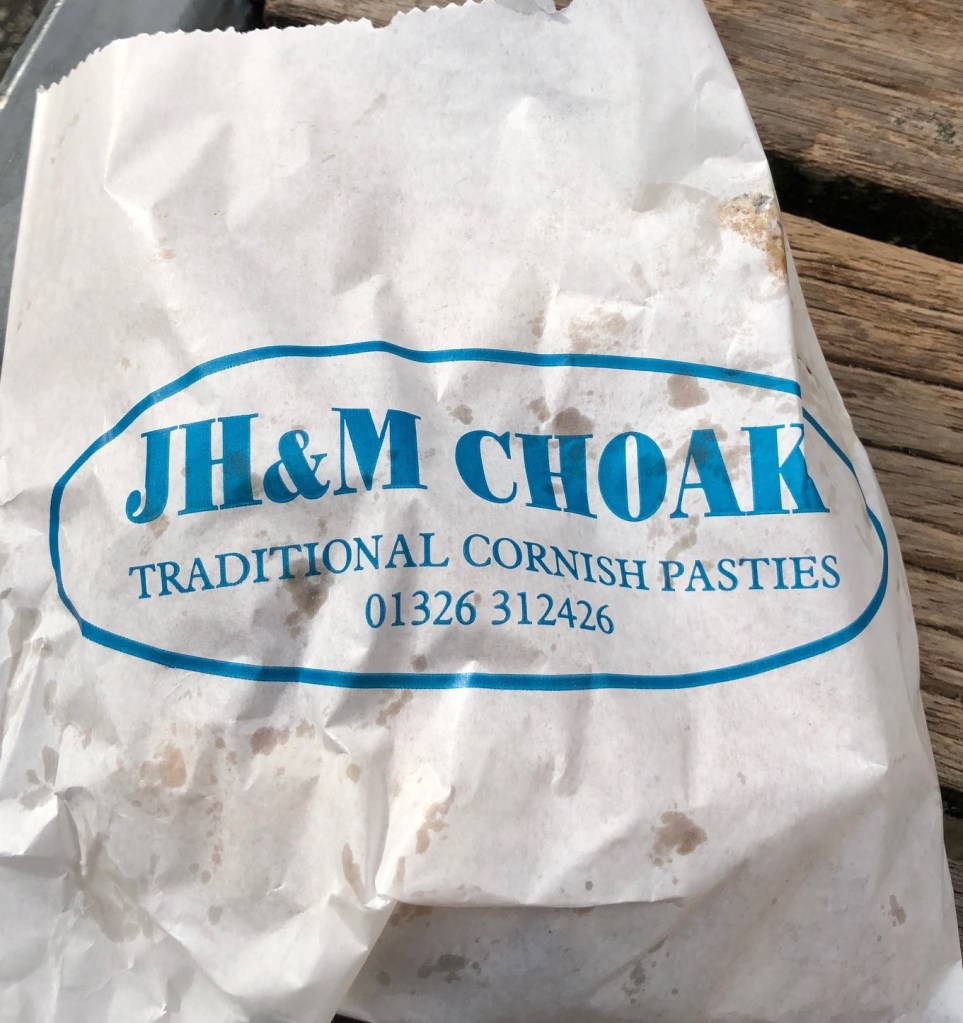 JH&M CHOAK
TRADITIONAL CORNISH PASTIES
01326 312426